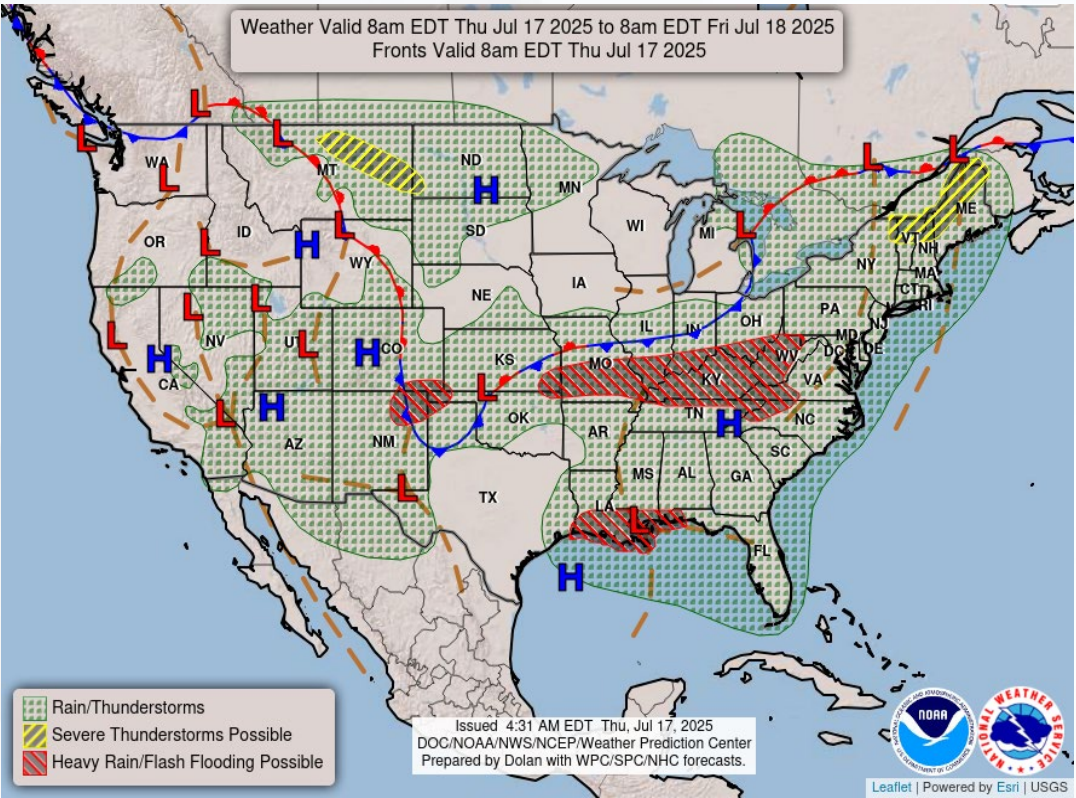 Weather Valid 8am EDT Thu Jul 17 2025 to 8am EDT Fri Jul 18 2025
Fronts Valid 8am EDT Thu Jul 17 2025
L
L
L
L
L
WA
MT
ND
MN
H
L
ME
OR
ID
L
H
L
WY
SD
WI
MI
L
NY
VT
NH
MA
CT
RI
L
L
NV
UT
L
H
CO
NE
IA
IL
IN
OH
PA
NJ
MD
DE
DC
L
H
CA
KS
MO
KY
WV
VA
L
H
L
AZ
NM
OK
AR
TN
H
NC
SC
L
TX
LA
MS
AL
GA
L
FL
H
Rain/Thunderstorms
Severe Thunderstorms Possible
Heavy Rain/Flash Flooding Possible
Issued 4:31 AM EDT Thu, Jul 17, 2025
DOC/NOAA/NWS/NCEP/Weather Prediction Center
Prepared by Dolan with WPC/SPC/NHC forecasts.
NOAA
NATIONAL WEATHER SERVICE
Leaflet | Powered by Esri | USGS